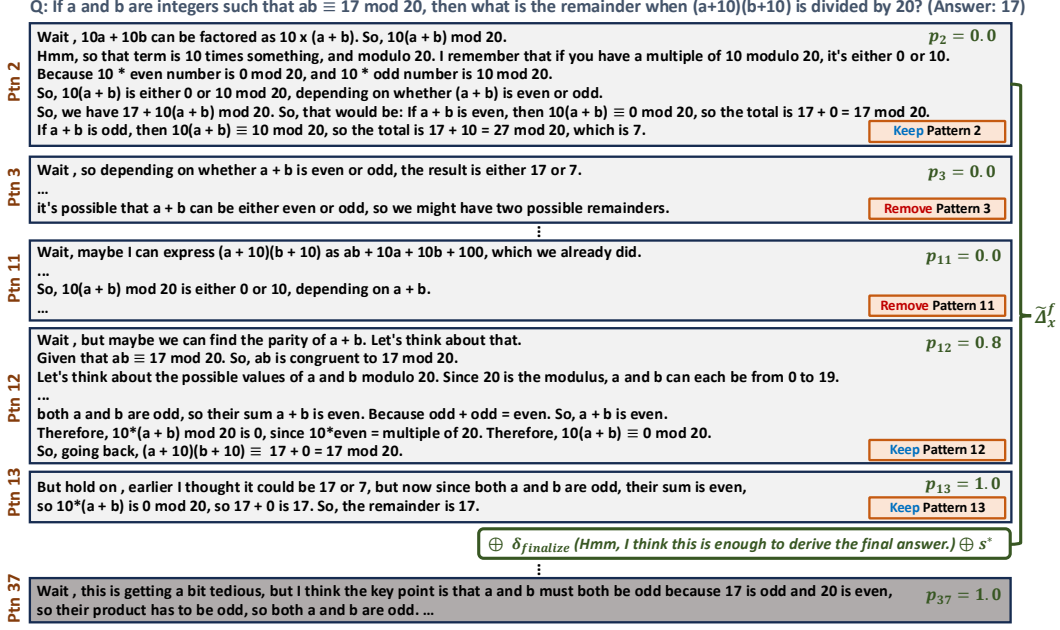 Q: If a and b are integers such that ab ≡ 17 mod 20, then what is the remainder when (a+10)(b+10) is divided by 20? (Answer: 17)
Ptn 2
Wait , 10a + 10b can be factored as 10 x (a + b). So, 10(a + b) mod 20.
p₂ = 0.0
Hmm, so that term is 10 times something, and modulo 20. I remember that if you have a multiple of 10 modulo 20, it's either 0 or 10.
Because 10 * even number is 0 mod 20, and 10 * odd number is 10 mod 20.
So, 10(a + b) is either 0 or 10 mod 20, depending on whether (a + b) is even or odd.
So, we have 17 + 10(a + b) mod 20. So, that would be: If a + b is even, then 10(a + b) ≡ 0 mod 20, so the total is 17 + 0 = 17 mod 20.
If a + b is odd, then 10(a + b) ≡ 10 mod 20, so the total is 17 + 10 = 27 mod 20, which is 7.
Keep Pattern 2
Ptn 3
Wait , so depending on whether a + b is even or odd, the result is either 17 or 7.
p₃ = 0.0
...
it's possible that a + b can be either even or odd, so we might have two possible remainders.
Remove Pattern 3
⋮
Ptn 11
Wait, maybe I can express (a + 10)(b + 10) as ab + 10a + 10b + 100, which we already did.
p₁₁ = 0.0
...
So, 10(a + b) mod 20 is either 0 or 10, depending on a + b.
...
Remove Pattern 11
Δ̃ₓᶠ
Ptn 12
Wait , but maybe we can find the parity of a + b. Let's think about that.
p₁₂ = 0.8
Given that ab ≡ 17 mod 20. So, ab is congruent to 17 mod 20.
Let's think about the possible values of a and b modulo 20. Since 20 is the modulus, a and b can each be from 0 to 19.
...
both a and b are odd, so their sum a + b is even. Because odd + odd = even. So, a + b is even.
Therefore, 10*(a + b) mod 20 is 0, since 10*even = multiple of 20. Therefore, 10(a + b) ≡ 0 mod 20.
So, going back, (a + 10)(b + 10) ≡ 17 + 0 = 17 mod 20.
Keep Pattern 12
Ptn 13
But hold on , earlier I thought it could be 17 or 7, but now since both a and b are odd, their sum is even,
p₁₃ = 1.0
so 10*(a + b) is 0 mod 20, so 17 + 0 is 17. So, the remainder is 17.
Keep Pattern 13
⊕ δ_finalize (Hmm, I think this is enough to derive the final answer.) ⊕ s*
⋮
Ptn 37
Wait , this is getting a bit tedious, but I think the key point is that a and b must both be odd because 17 is odd and 20 is even,
p₃₇ = 1.0
so their product has to be odd, so both a and b are odd. ...